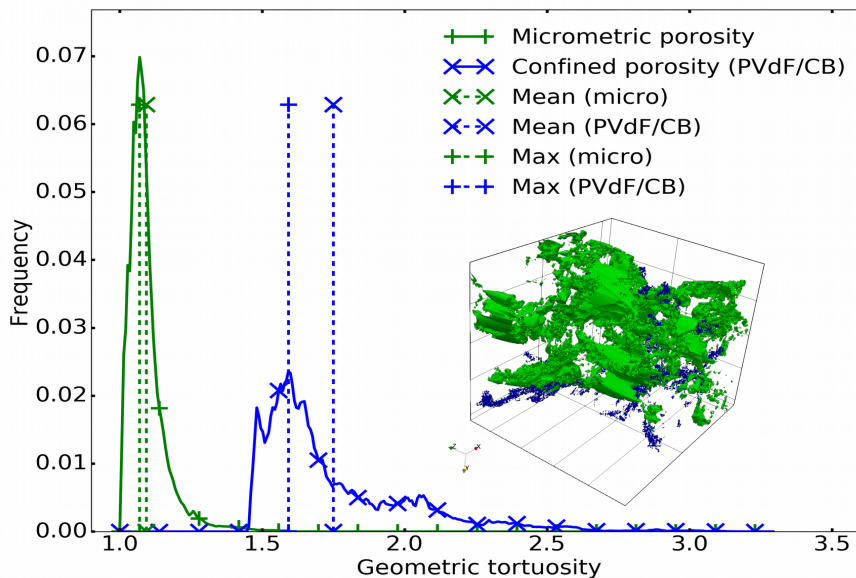 0.07
0.06
0.05
0.04
0.03
0.02
0.01
0.00
Frequency
Micrometric porosity
Confined porosity (PVdF/CB)
Mean (micro)
Mean (PVdF/CB)
Max (micro)
Max (PVdF/CB)
Z
X
Y
1.0 1.5 2.0 2.5 3.0 3.5
Geometric tortuosity